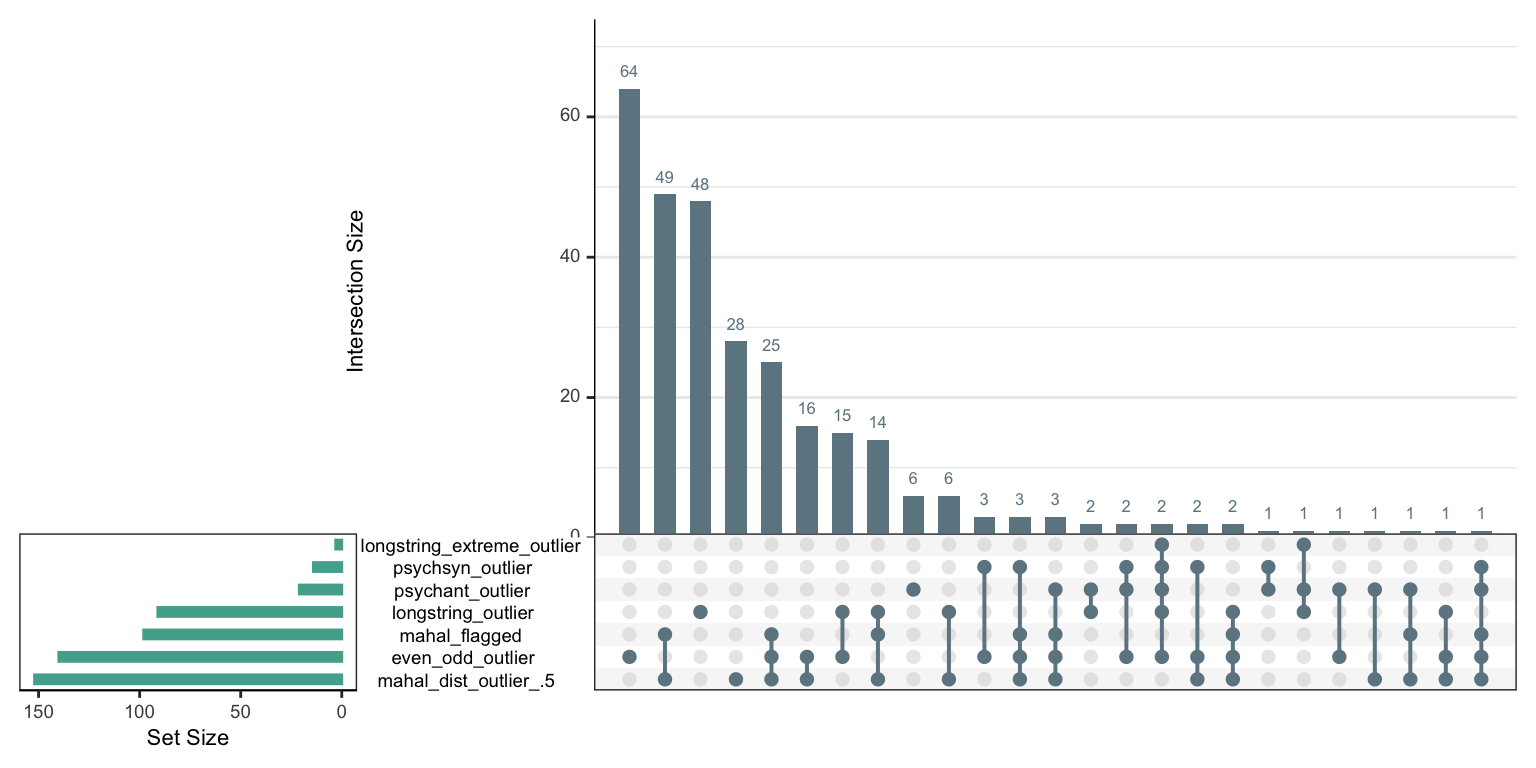 64
60
49
48
40
28
25
20
16
15
14
6
6
3
3
3
2
2
2
2
2
1
1
1
1
1
1
1
0
Intersection Size
longstring_extreme_outlier
psychsyn_outlier
psychant_outlier
longstring_outlier
mahal_flagged
even_odd_outlier
mahal_dist_outlier_.5
150 100 50 0
Set Size